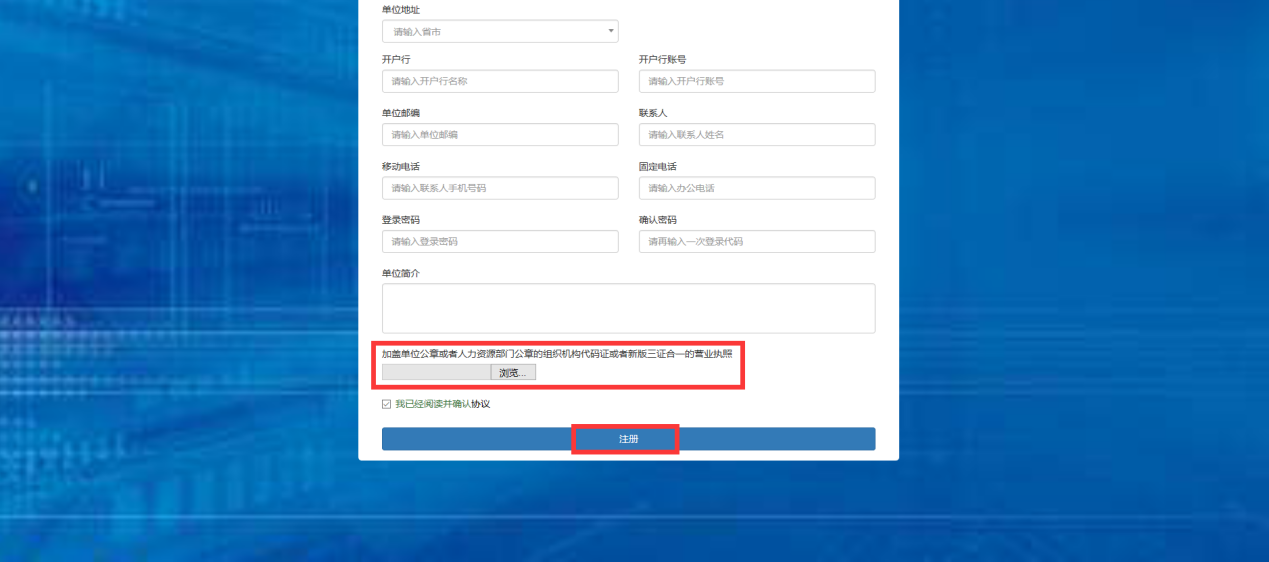 单位地址
请输入省市
开户行 开户行账号
请输入开户行名称 请输入开户行账号
单位邮编 联系人
请输入单位邮编 请输入联系人姓名
移动电话 固定电话
请输入联系人手机号码 请输入办公电话
登录密码 确认密码
请输入登录密码 请再输入一次登录代码
单位简介
加盖单位公章或者人力资源部门公章的组织机构代码证或者新版三证合一的营业执照
浏览...
我已经阅读并确认协议
注册